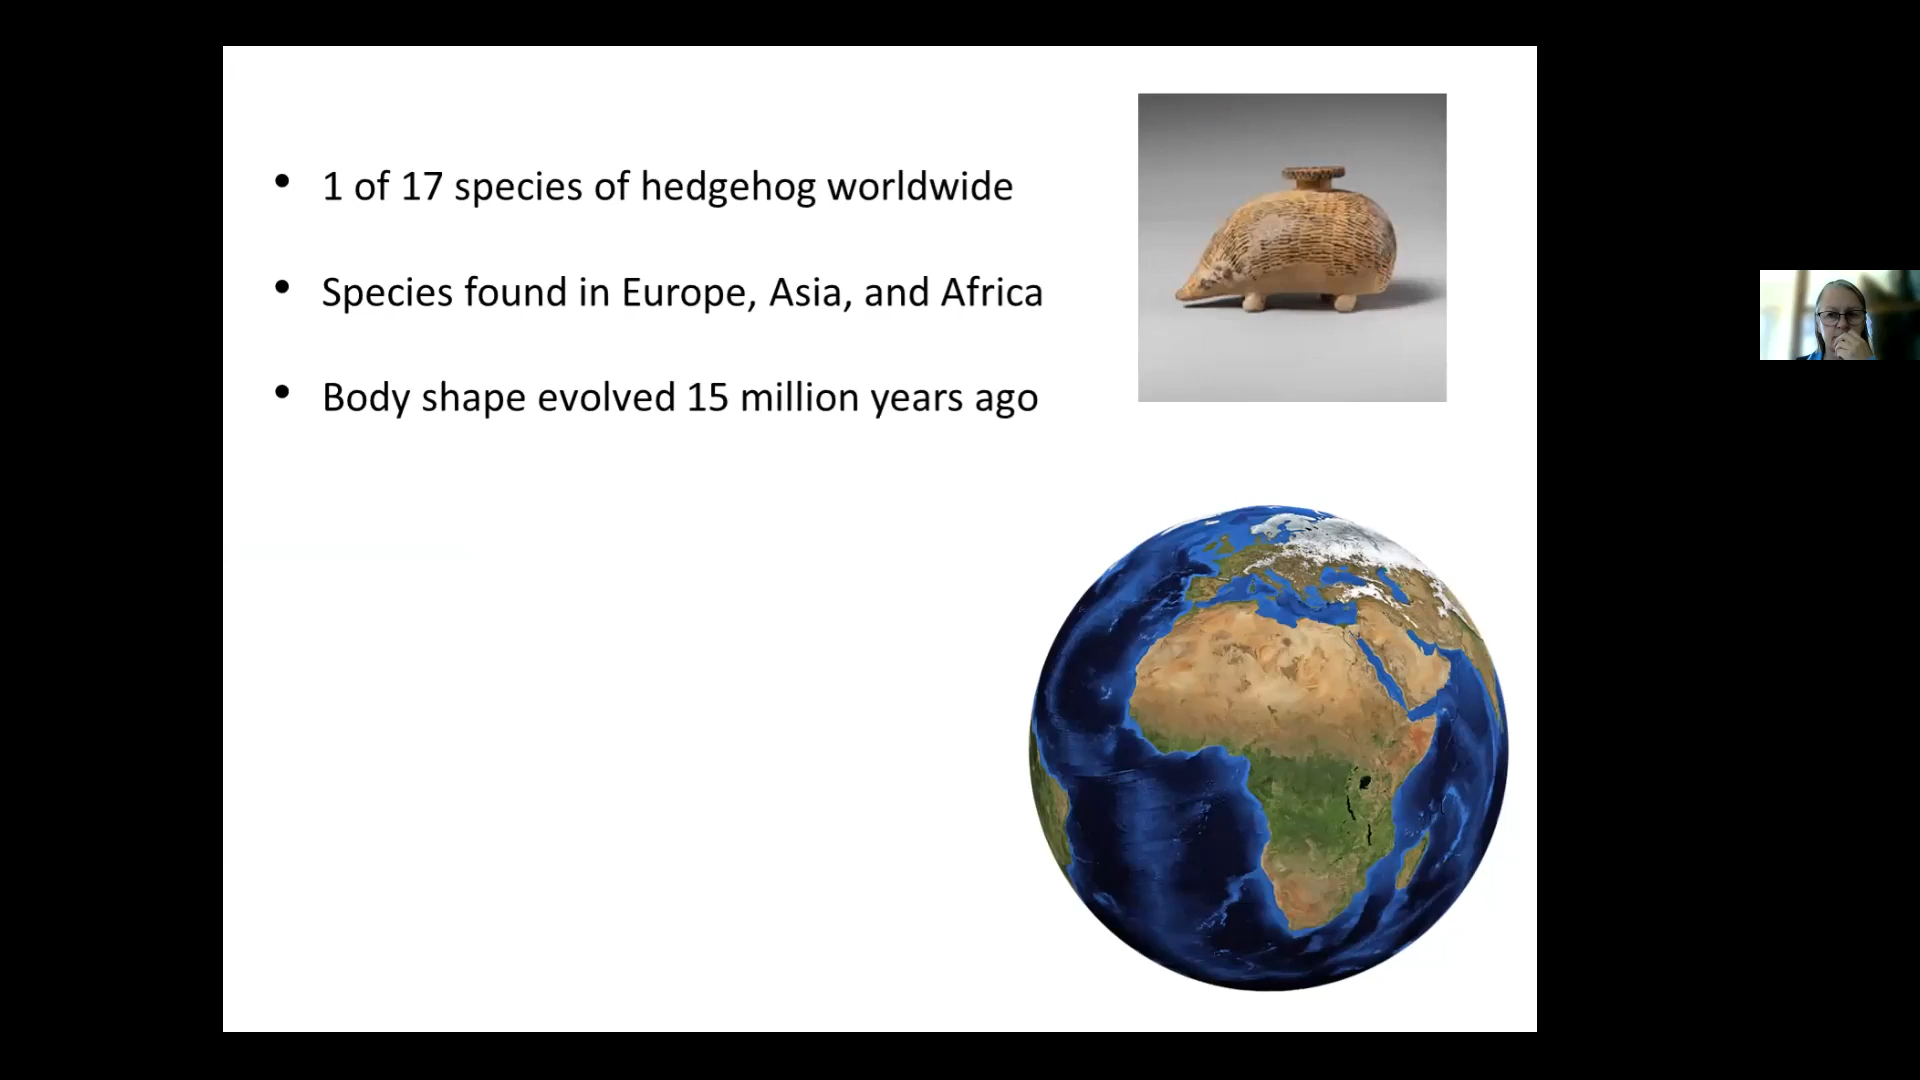 • 1 of 17 species of hedgehog worldwide
• Species found in Europe, Asia, and Africa
• Body shape evolved 15 million years ago